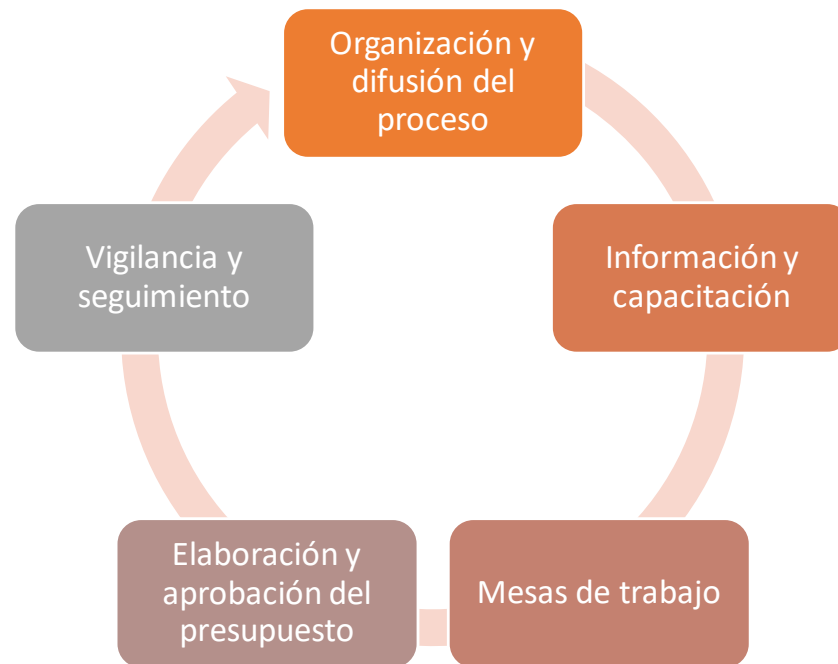 Organización y
difusión del
proceso
Información y
capacitación
Mesas de trabajo
Elaboración y
aprobación del
presupuesto
Vigilancia y
seguimiento